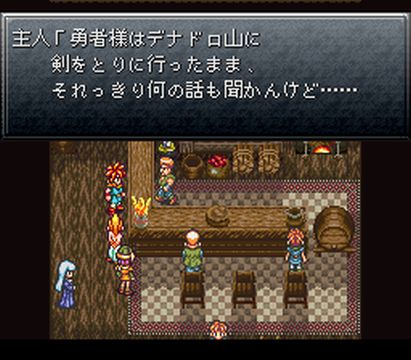 主人「勇者様はデナドロ山に
剣をとりに行ったまま、
それっきり何の話も聞かんけど……